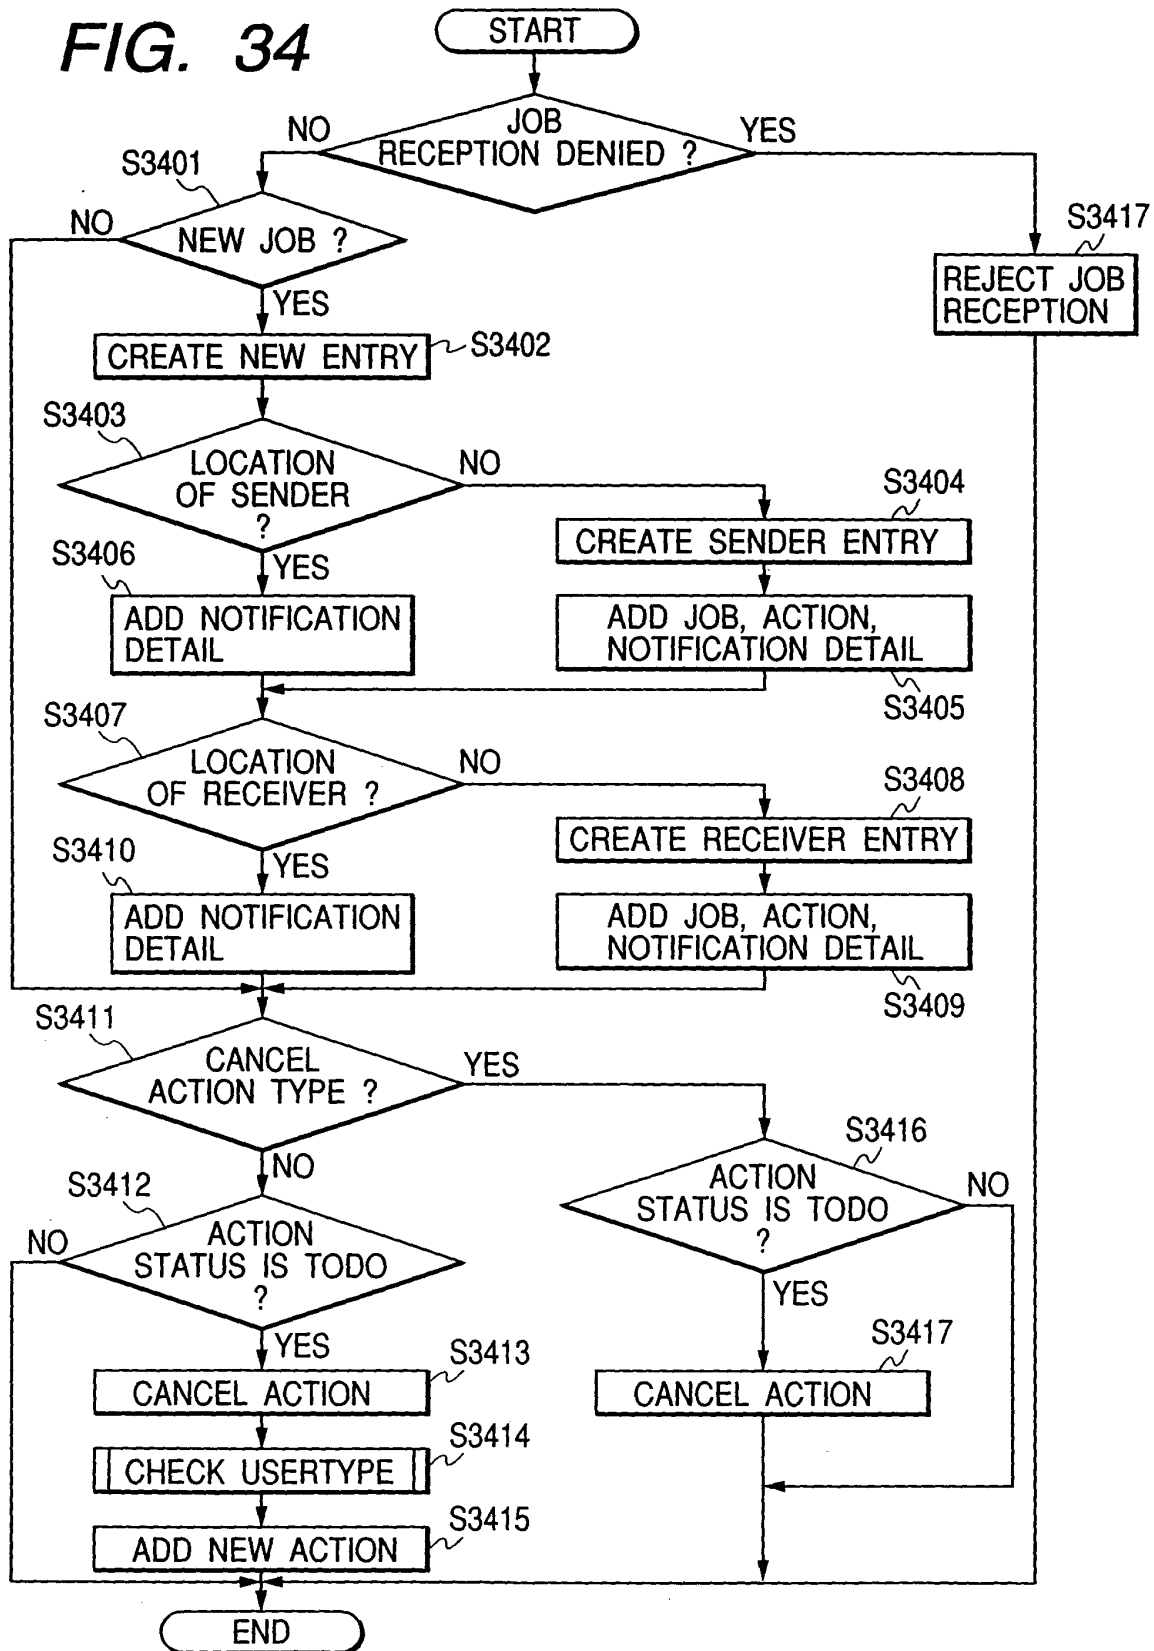 FIG. 34
START
JOB
RECEPTION DENIED ?
NO
YES
S3401
NEW JOB ?
NO
YES
S3417
REJECT JOB
RECEPTION
CREATE NEW ENTRY
S3402
S3403
LOCATION
OF SENDER
?
NO
YES
S3404
CREATE SENDER ENTRY
S3406
ADD NOTIFICATION
DETAIL
ADD JOB, ACTION,
NOTIFICATION DETAIL
S3405
S3407
LOCATION
OF RECEIVER ?
NO
YES
S3408
CREATE RECEIVER ENTRY
S3410
ADD NOTIFICATION
DETAIL
ADD JOB, ACTION,
NOTIFICATION DETAIL
S3409
S3411
CANCEL
ACTION TYPE ?
YES
NO
S3416
ACTION
STATUS IS TODO
?
NO
YES
S3412
ACTION
STATUS IS TODO
?
NO
YES
S3413
CANCEL ACTION
S3417
CANCEL ACTION
S3414
CHECK USERTYPE
S3415
ADD NEW ACTION
END